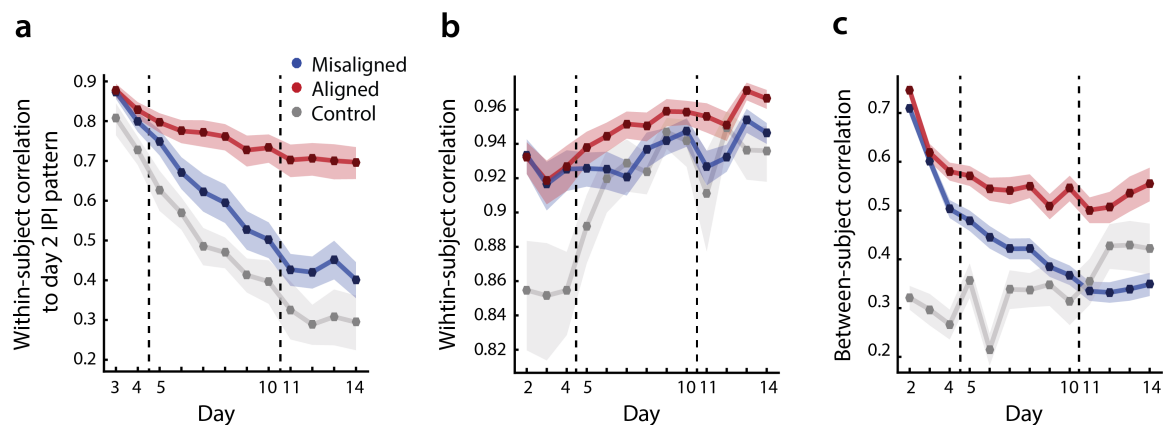 a
Within-subject correlation
to day 2 IPI pattern
0.9
0.8
0.7
0.6
0.5
0.4
0.3
0.2
3 4 5 10 11 14
Day
Misaligned
Aligned
Control
b
Wihtin-subject correlation
0.96
0.94
0.92
0.9
0.88
0.86
0.84
0.82
2 4 5 10 11 14
Day
c
Between-subject correlation
0.7
0.6
0.5
0.4
0.3
0.2
2 4 5 10 11 14
Day